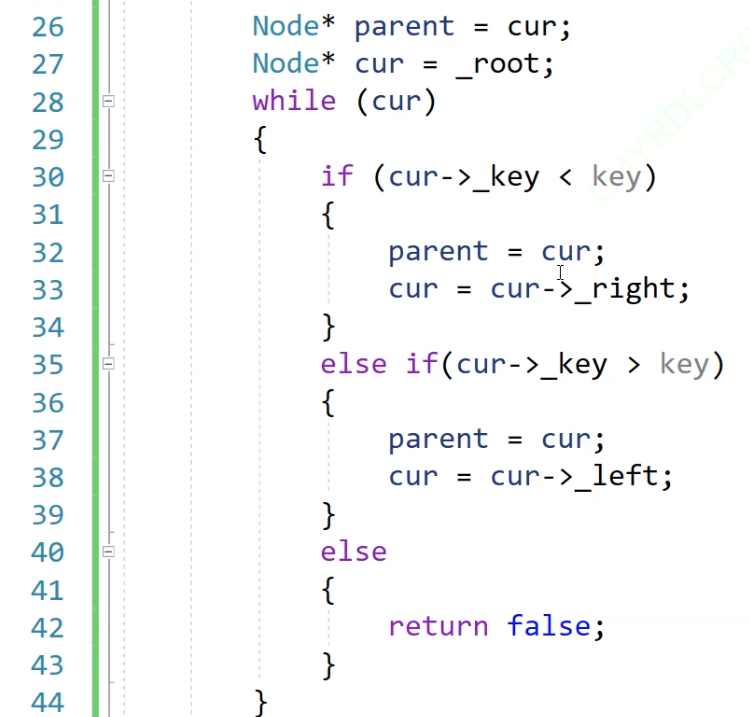 26 Node* parent = cur;
27 Node* cur = _root;
28 while (cur)
29 {
30 if (cur->_key < key)
31 {
32 parent = cur;
33 cur = cur->_right;
34 }
35 else if(cur->_key > key)
36 {
37 parent = cur;
38 cur = cur->_left;
39 }
40 else
41 {
42 return false;
43 }
44 }